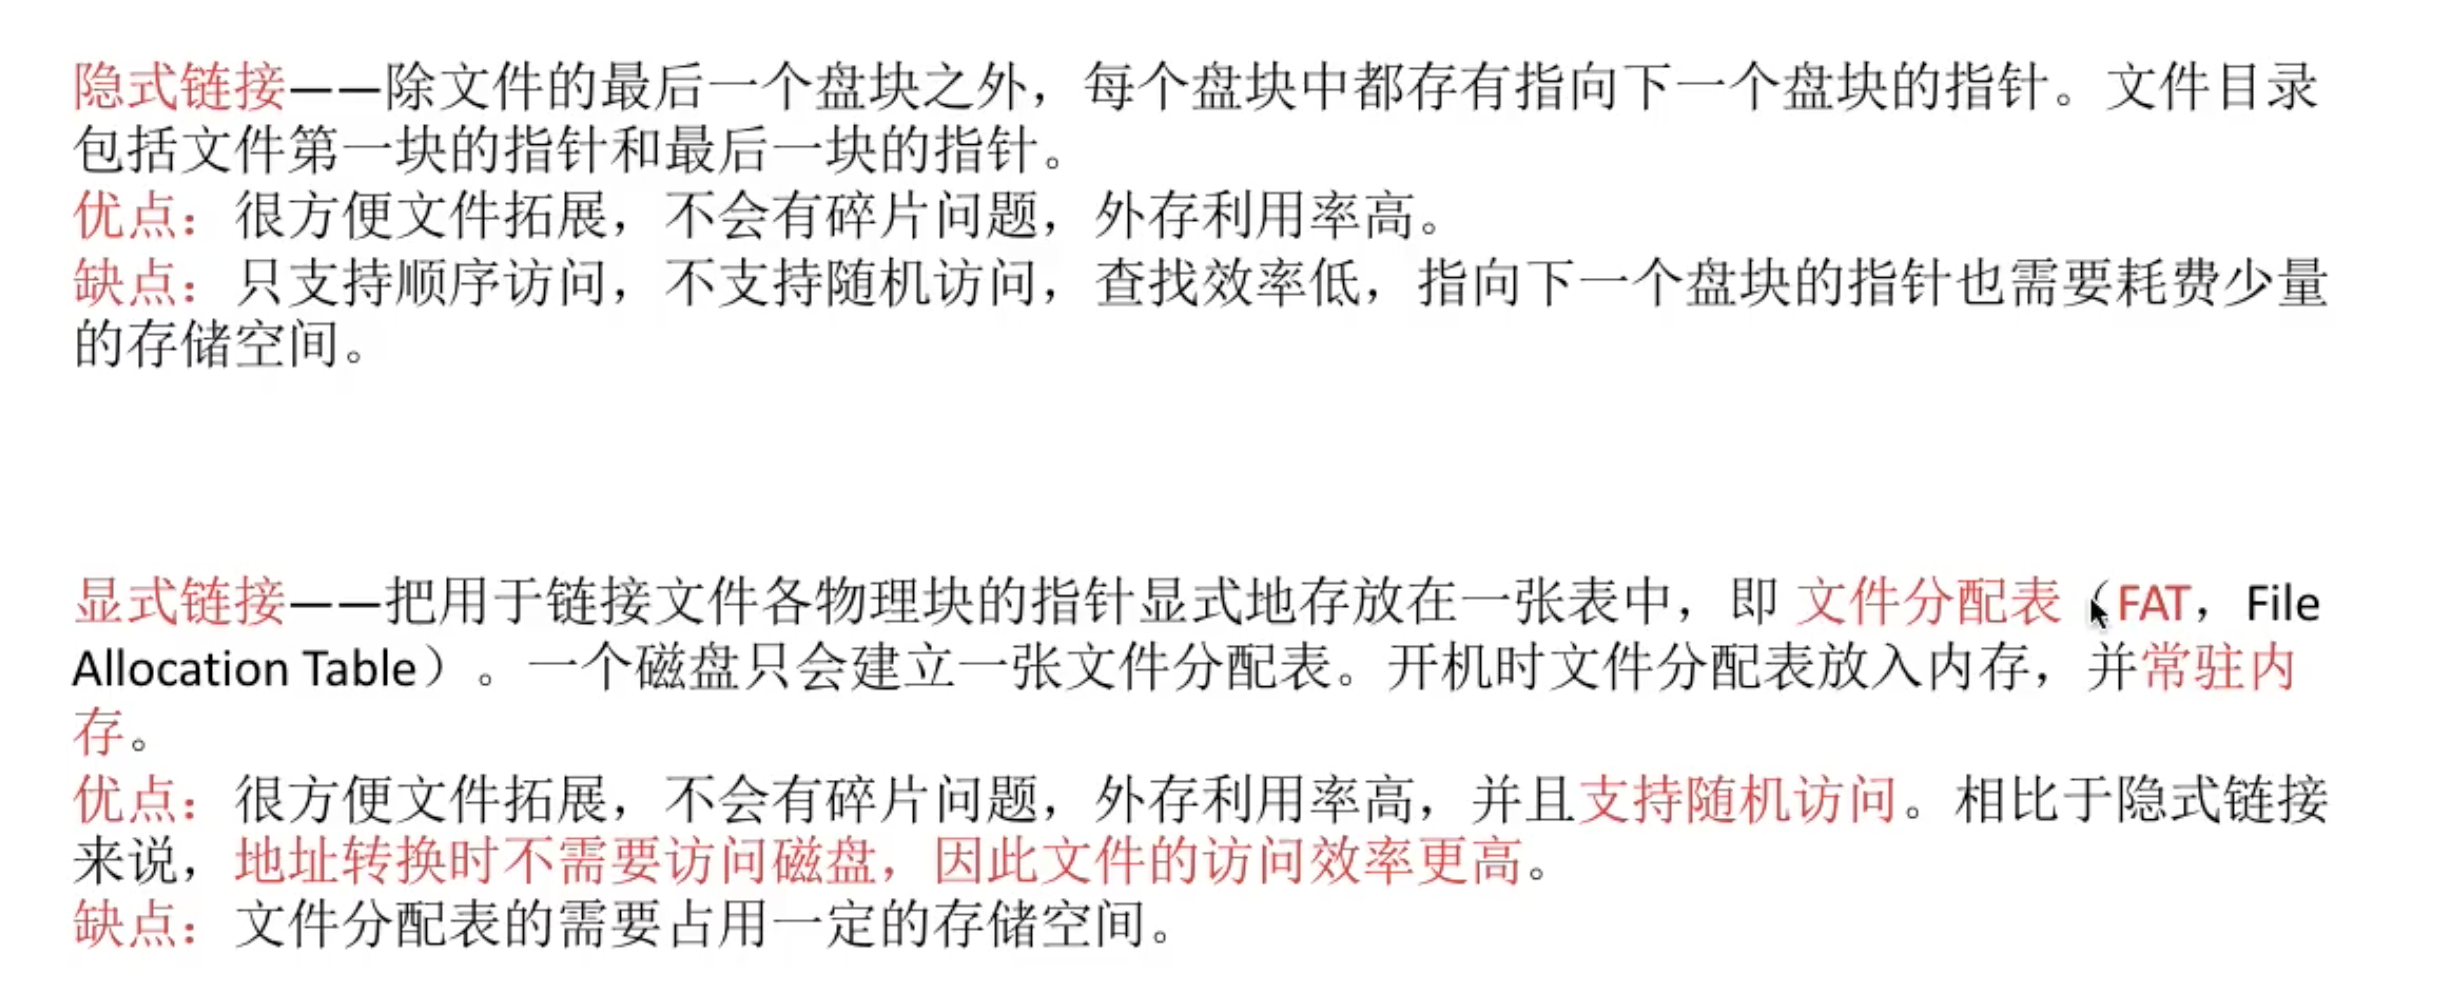 隐式链接——除文件的最后一个盘块之外，每个盘块中都存有指向下一个盘块的指针。文件目录
包括文件第一块的指针和最后一块的指针。
优点：很方便文件拓展，不会有碎片问题，外存利用率高。
缺点：只支持顺序访问，不支持随机访问，查找效率低，指向下一个盘块的指针也需要耗费少量
的存储空间。
显式链接——把用于链接文件各物理块的指针显式地存放在一张表中，即 文件分配表（FAT，File
Allocation Table）。一个磁盘只会建立一张文件分配表。开机时文件分配表放入内存，并常驻内
存。
优点：很方便文件拓展，不会有碎片问题，外存利用率高，并且支持随机访问。相比于隐式链接
来说，地址转换时不需要访问磁盘，因此文件的访问效率更高。
缺点：文件分配表的需要占用一定的存储空间。